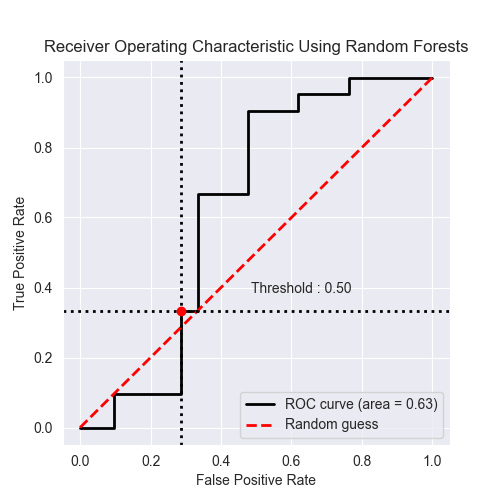 Receiver Operating Characteristic Using Random Forests
1.0
0.8
0.6
0.4
0.2
0.0
True Positive Rate
Threshold : 0.50
ROC curve (area = 0.63)
Random guess
0.0 0.2 0.4 0.6 0.8 1.0
False Positive Rate